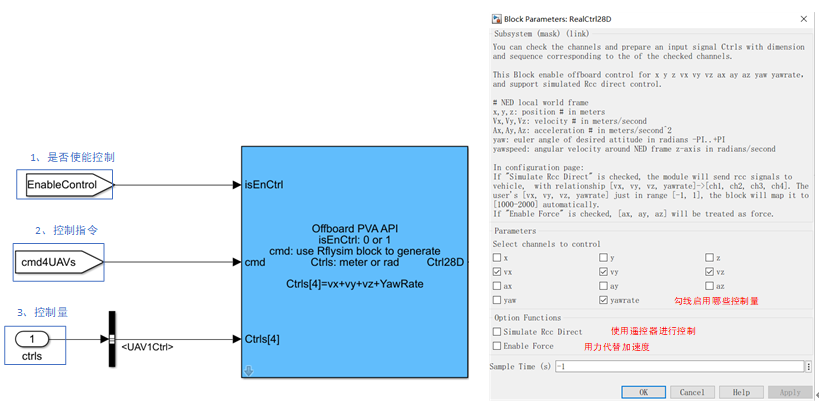 1、是否使能控制
EnableControl
isEnCtrl
2、控制指令
cmd4UAVs
cmd
3、控制量
1
ctrls
<UAV1Ctrl>
Ctrls[4]
Offboard PVA API
isEnCtrl: 0 or 1
cmd: use Rflysim block to generate
Ctrls: meter or rad
Ctrls[4]=vx+vy+vz+YawRate
Ctrl28D
Block Parameters: RealCtrl28D
Subsystem (mask) (link)
You can check the channels and prepare an input signal Ctrls with dimension
and sequence corresponding to the of the checked channels.
This Block enable offboard control for x y z vx vy vz ax ay az yaw yawrate,
and support simulated Rcc direct control.
# NED local world frame
x,y,z: position # in meters
Vx,Vy,Vz: velocity # in meters/second
Ax,Ay,Az: acceleration # in meters/second^2
yaw: euler angle of desired attitude in radians -PI..+PI
yawspeed: angular velocity around NED frame z-axis in radians/second
In configuration page:
If "Simulate Rcc Direct" is checked, the module will send rcc signals to
vehicle, with relationship [vx, vy, vz, yawrate]->[ch1, ch2, ch3, ch4]. The
user's [vx, vy, vz, yawrate] just in range [-1, 1], the block will map it to
[1000-2000] automatically.
If "Enable Force" is checked, [ax, ay, az] will be treated as force.
Parameters
Select channels to control
x y z
vx vy vz
ax ay az
yaw yawrate 勾线启用哪些控制量
Option Functions
Simulate Rcc Direct 使用遥控器进行控制
Enable Force 用力代替加速度
Sample Time (s) -1
OK Cancel Help Apply